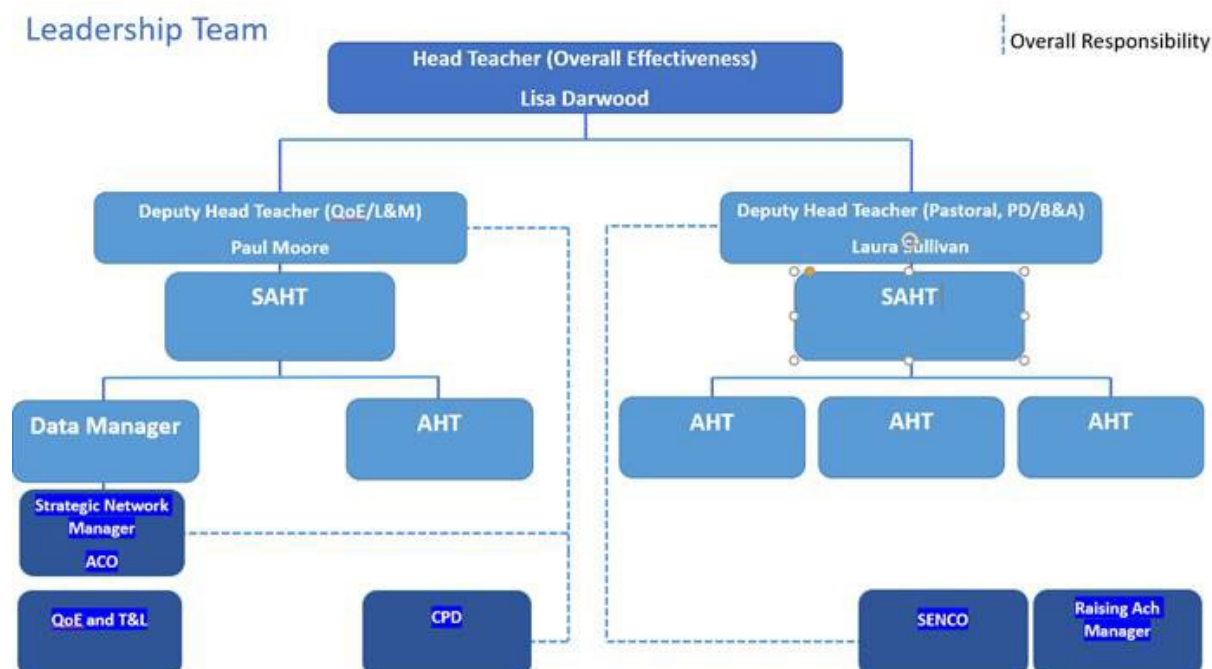 Leadership Team
Overall Responsibility
Head Teacher (Overall Effectiveness)
Lisa Darwood
Deputy Head Teacher (QoE/L&M)
Paul Moore
Deputy Head Teacher (Pastoral, PD/B&A)
Laura Sullivan
SAHT
SAHT
Data Manager
AHT
AHT
AHT
AHT
Strategic Network
Manager
ACO
QoE and T&L
CPD
SENCO
Raising Ach
Manager